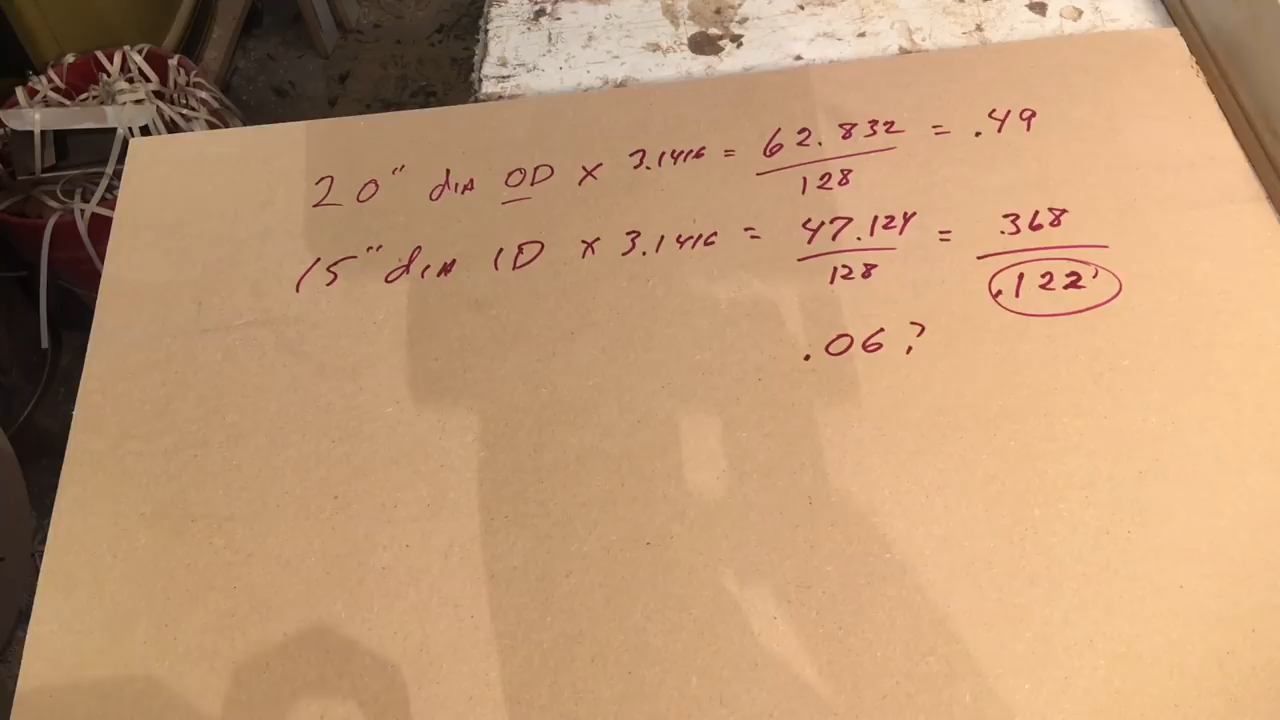 20" dia OD x 3.1416 = 62.832 / 128 = .49
15" dia ID x 3.1416 = 47.124 / 128 = .368
.122
.06?